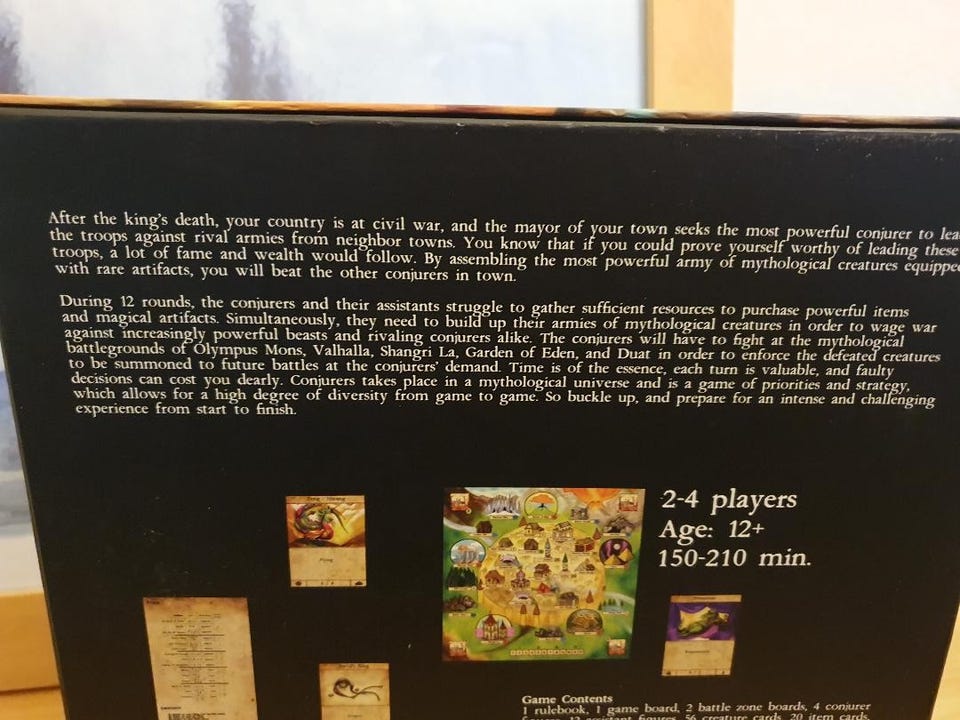 After the king's death, your country is at civil war, and the mayor of your town seeks the most powerful conjurer to lea
the troops against rival armies from neighbor towns. You know that if you could prove yourself worthy of leading these
troops, a lot of fame and wealth would follow. By assembling the most powerful army of mythological creatures equippe
with rare artifacts, you will beat the other conjurers in town.
During 12 rounds, the conjurers and their assistants struggle to gather sufficient resources to purchase powerful items
and magical artifacts. Simultaneously, they need to build up their armies of mythological creatures in order to wage war
against increasingly powerful beasts and rivaling conjurers alike. The conjurers will have to fight at the mythological
battlegrounds of Olympus Mons, Valhalla, Shangri La, Garden of Eden, and Duat in order to enforce the defeated creatures
to be summoned to future battles at the conjurers' demand. Time is of the essence, each turn is valuable, and faulty
decisions can cost you dearly. Conjurers takes place in a mythological universe and is a game of priorities and strategy,
which allows for a high degree of diversity from game to game. So buckle up, and prepare for an intense and challenging
experience from start to finish.
2-4 players
Age: 12+
150-210 min.
Game Contents
1 rulebook, 1 game board, 2 battle zone boards, 4 conjurer
figures, 12 assistant figures, 56 creature cards, 20 item cards,